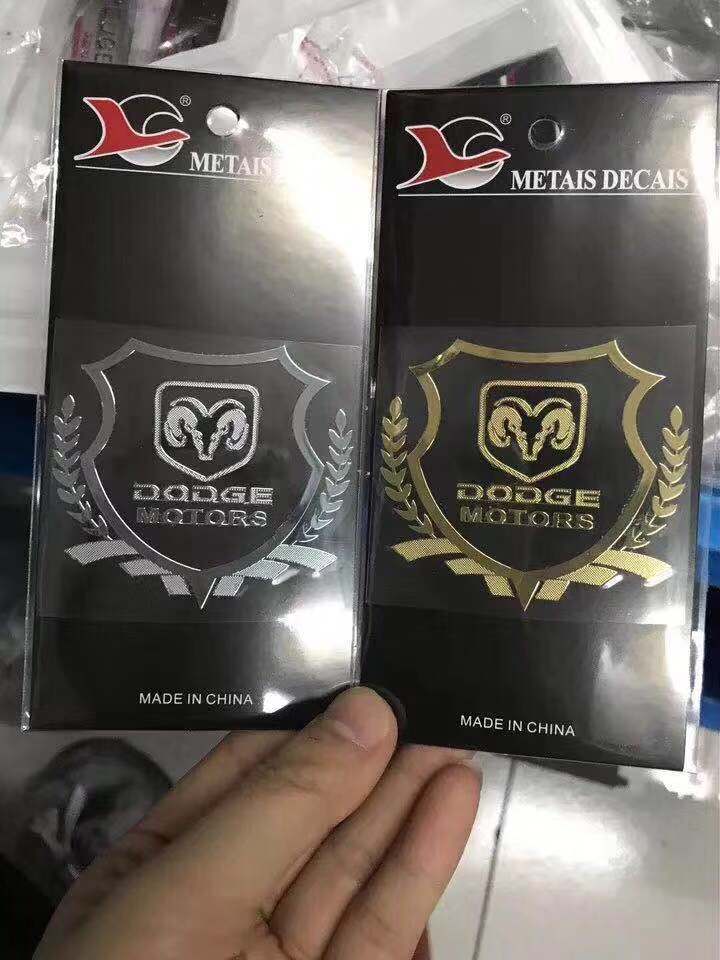 ®
METAIS
DODGE
MOTORS
MADE IN CHINA
®
METAIS DECAIS
DODGE
MOTORS
MADE IN CHINA